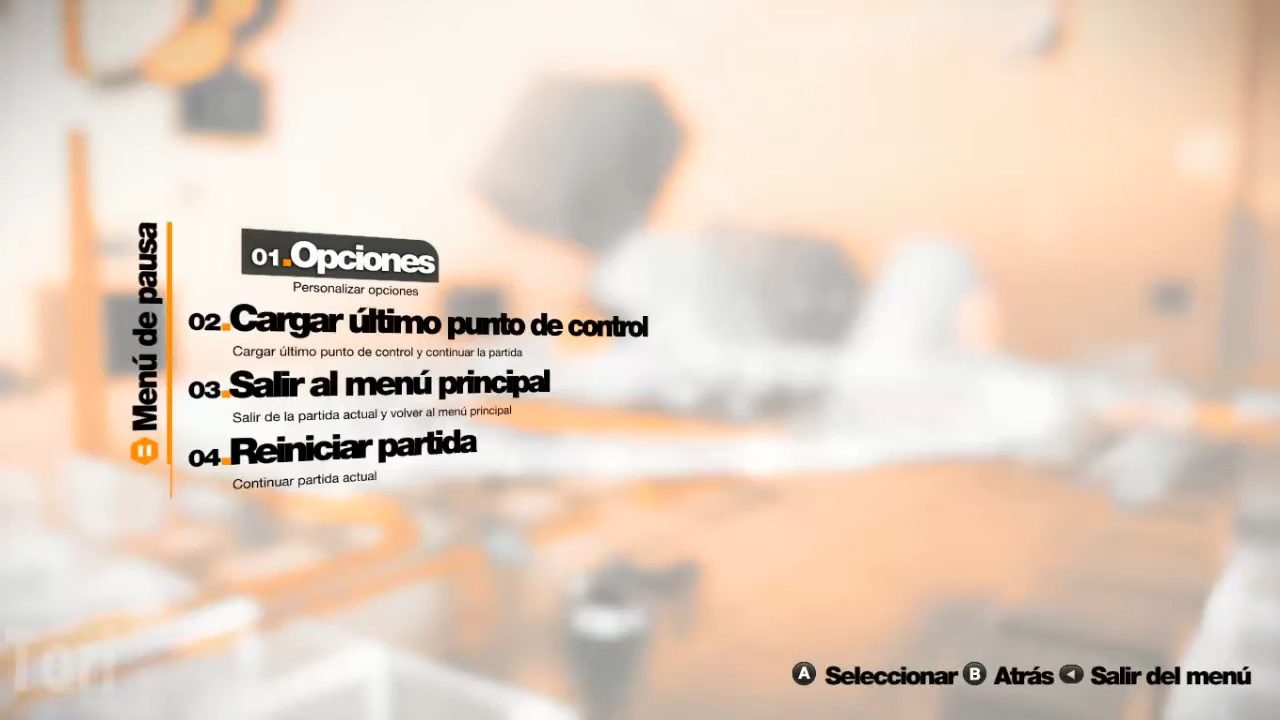 Menú de pausa
01.Opciones
Personalizar opciones
02.Cargar último punto de control
Cargar último punto de control y continuar la partida
03.Salir al menú principal
Salir de la partida actual y volver al menú principal
04.Reiniciar partida
Continuar partida actual
A Seleccionar B Atrás Salir del menú